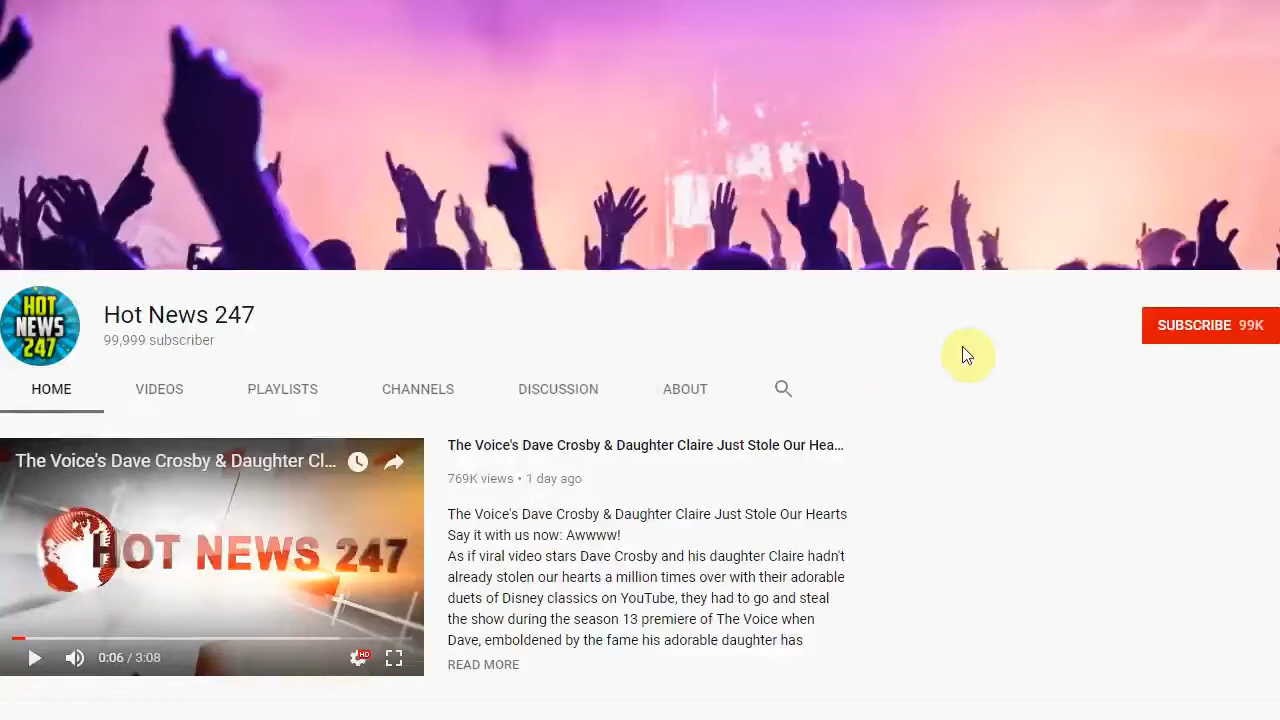 HOT
NEWS
247
Hot News 247
99,999 subscriber
SUBSCRIBE 99K
HOME VIDEOS PLAYLISTS CHANNELS DISCUSSION ABOUT
The Voice's Dave Crosby & Daughter Cl...
HOT NEWS 247
0:06 / 3:08
HD
The Voice's Dave Crosby & Daughter Claire Just Stole Our Hea...
769K views • 1 day ago
The Voice's Dave Crosby & Daughter Claire Just Stole Our Hearts
Say it with us now: Awwww!
As if viral video stars Dave Crosby and his daughter Claire hadn't
already stolen our hearts a million times over with their adorable
duets of Disney classics on YouTube, they had to go and steal
the show during the season 13 premiere of The Voice when
Dave, emboldened by the fame his adorable daughter has
READ MORE